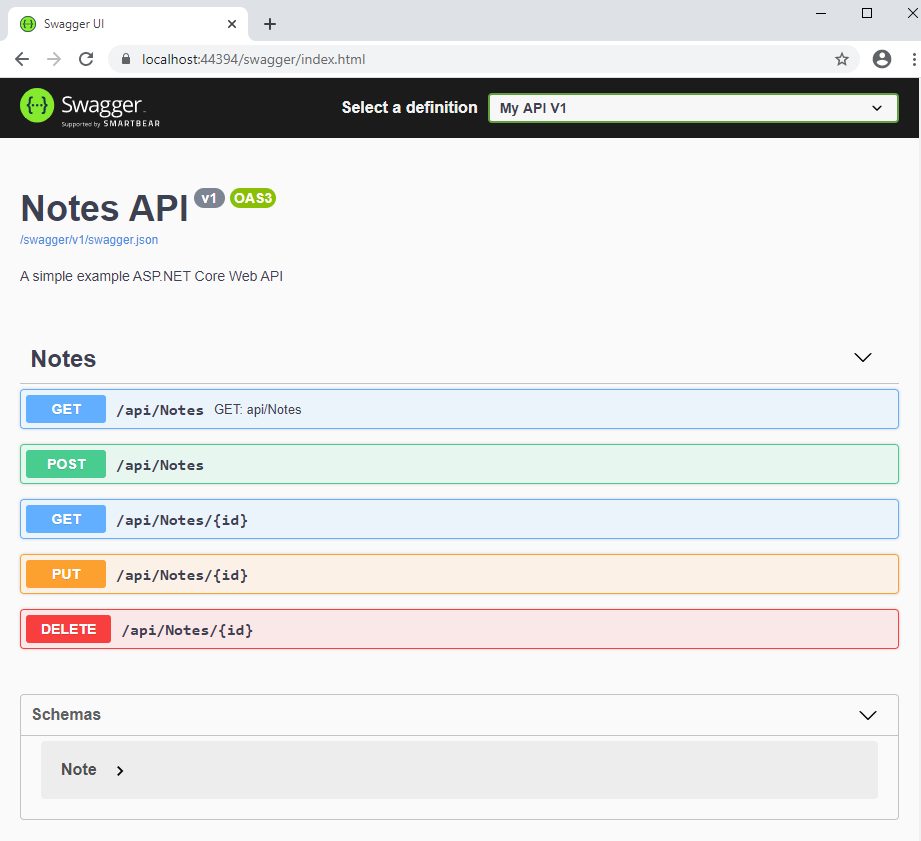 Swagger UI
localhost:44394/swagger/index.html
{···} Swagger
Supported by SMARTBEAR
Select a definition
My API V1
Notes API v1 OAS3
/swagger/v1/swagger.json
A simple example ASP.NET Core Web API
Notes
GET /api/Notes GET: api/Notes
POST /api/Notes
GET /api/Notes/{id}
PUT /api/Notes/{id}
DELETE /api/Notes/{id}
Schemas
Note